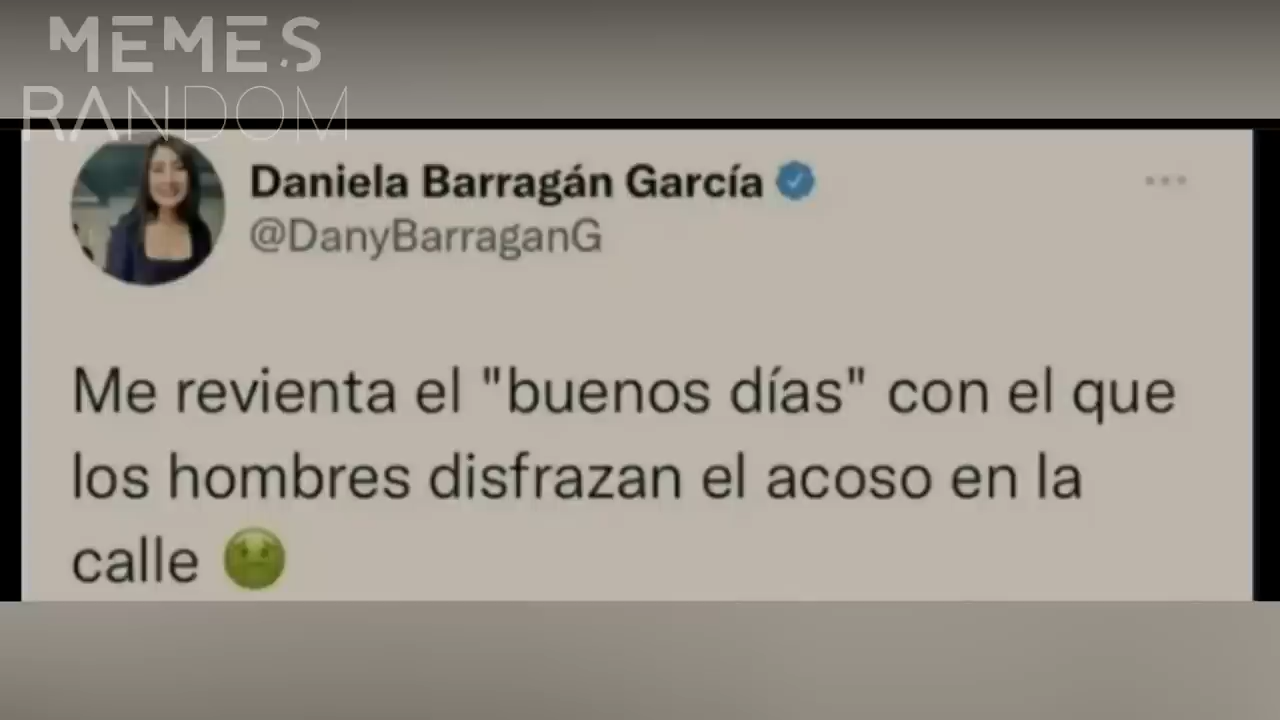 MEMES
RANDOM
Daniela Barragán García
@DanyBarraganG
Me revienta el "buenos días" con el que
los hombres disfrazan el acoso en la
calle 🤢